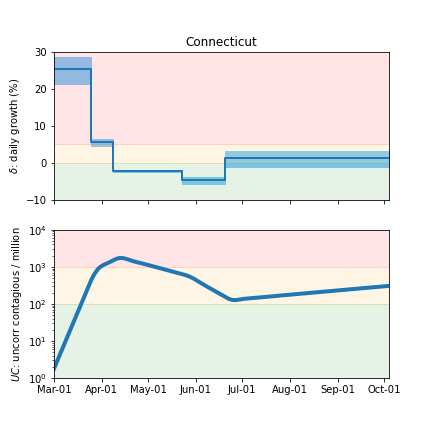 Connecticut
30
20
10
0
−10
δ: daily growth (%)
10⁴
10³
10²
10¹
10⁰
UC: uncorr contagious / million
Mar-01 Apr-01 May-01 Jun-01 Jul-01 Aug-01 Sep-01 Oct-01